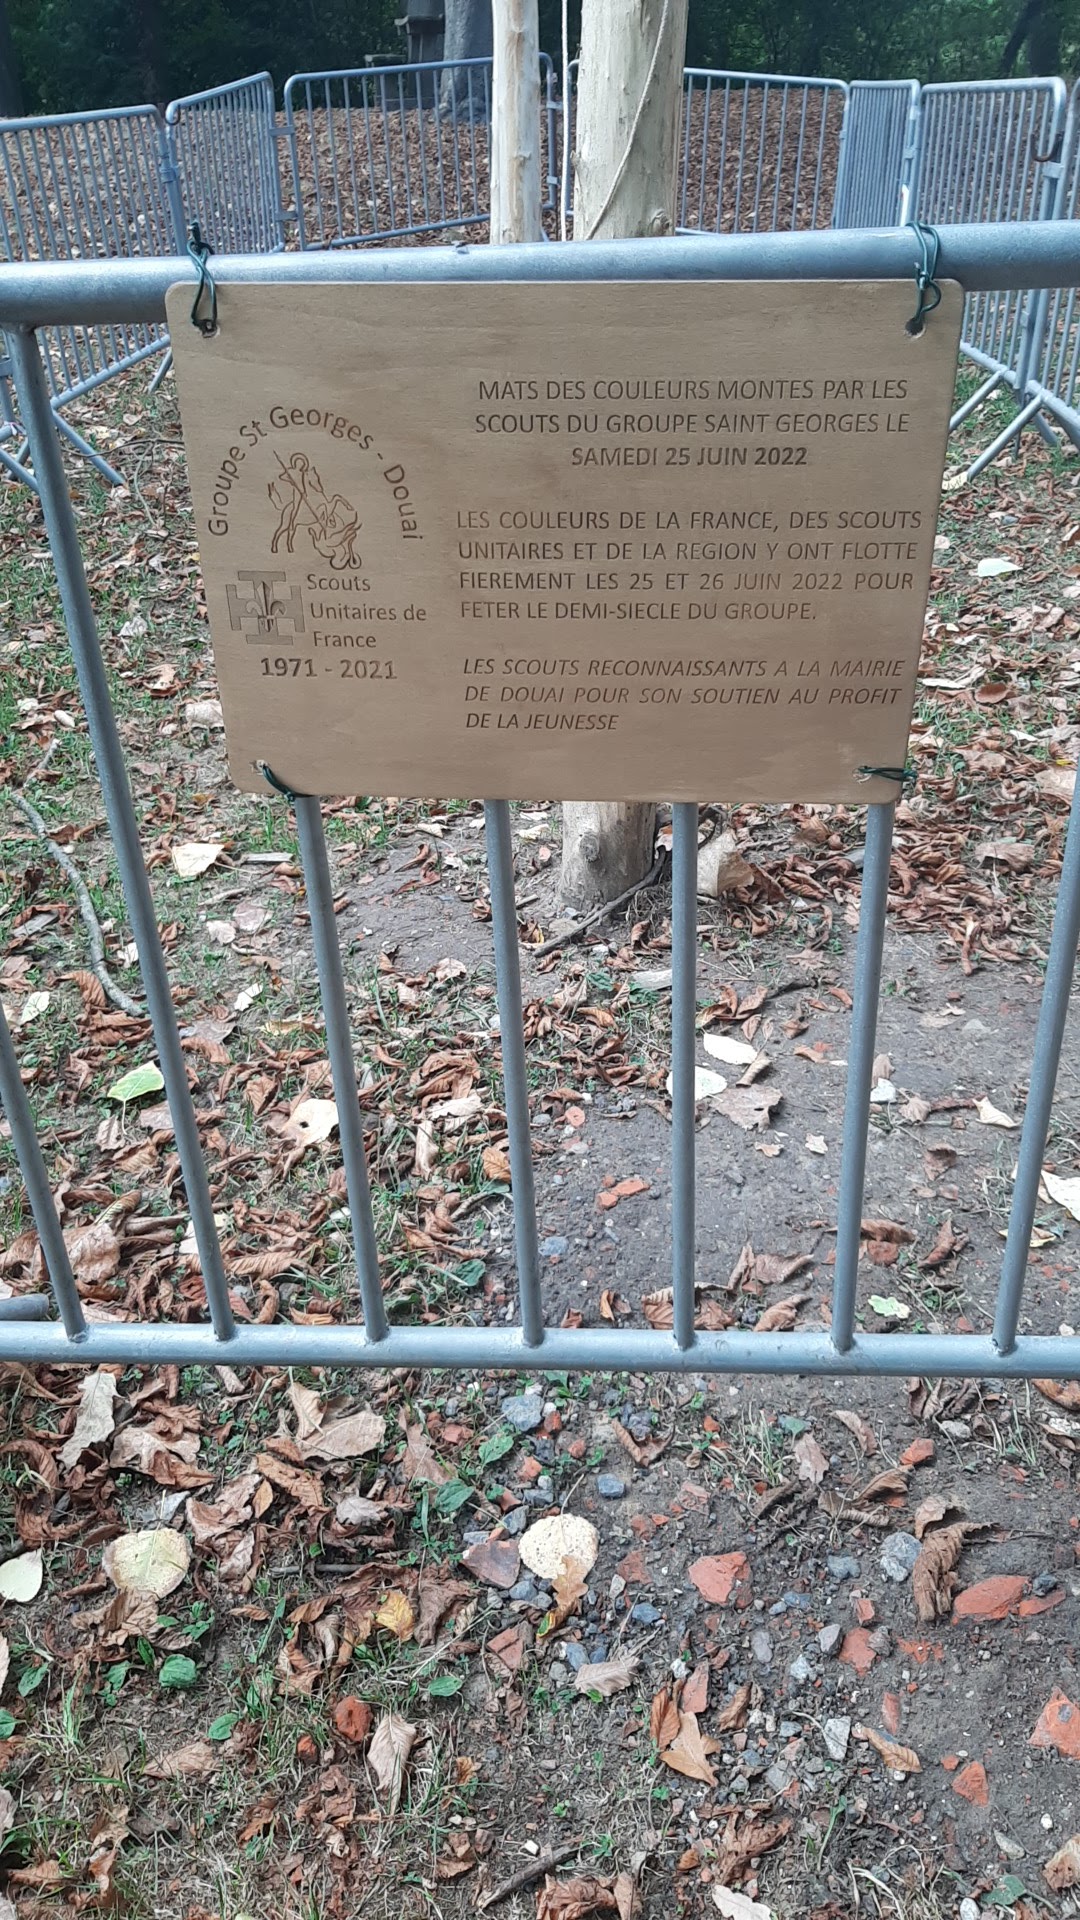 Groupe St Georges - Douai
Scouts
Unitaires de
France
1971 - 2021
MATS DES COULEURS MONTES PAR LES
SCOUTS DU GROUPE SAINT GEORGES LE
SAMEDI 25 JUIN 2022
LES COULEURS DE LA FRANCE, DES SCOUTS
UNITAIRES ET DE LA REGION Y ONT FLOTTE
FIEREMENT LES 25 ET 26 JUIN 2022 POUR
FETER LE DEMI-SIECLE DU GROUPE.
LES SCOUTS RECONNAISSANTS A LA MAIRIE
DE DOUAI POUR SON SOUTIEN AU PROFIT
DE LA JEUNESSE